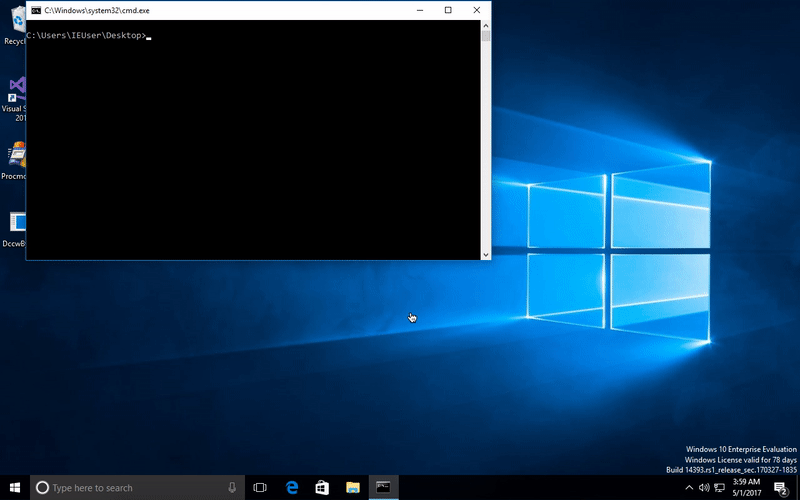 C:\Windows\system32\cmd.exe
C:\Users\IEUser\Desktop>
Recycl
Visual S
201
Procmo
DccwB
Windows 10 Enterprise Evaluation
Windows License valid for 78 days
Build 14393.rs1_release_sec.170327-1835
Type here to search
3:59 AM
5/1/2017
2